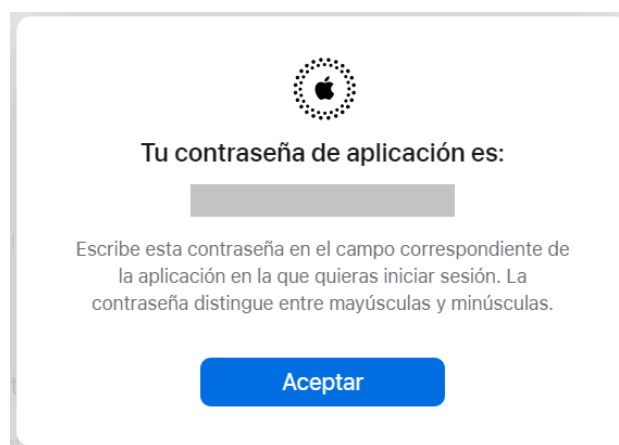 Tu contraseña de aplicación es:
Escribe esta contraseña en el campo correspondiente de
la aplicación en la que quieras iniciar sesión. La
contraseña distingue entre mayúsculas y minúsculas.
Aceptar